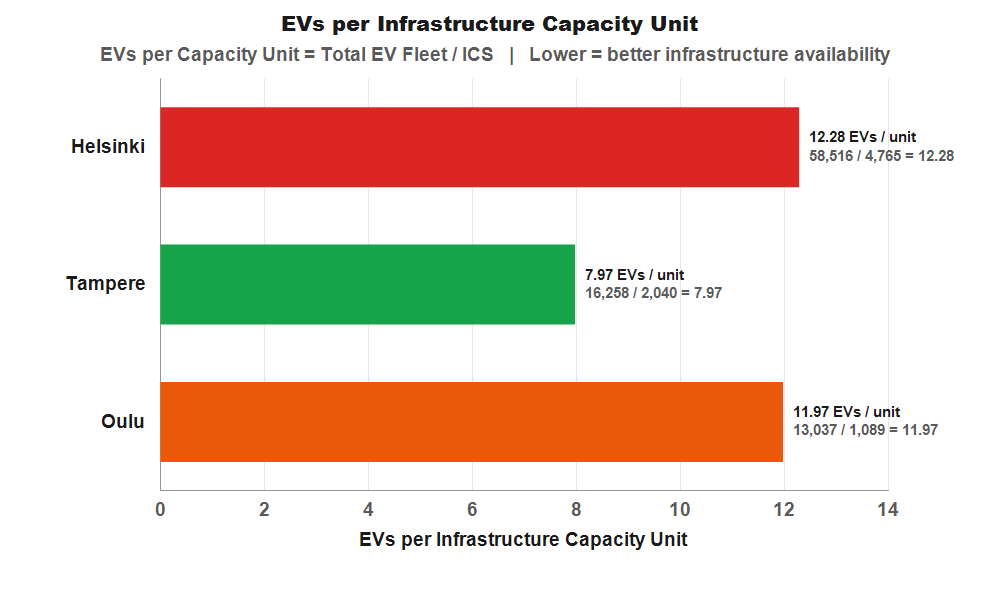 EVs per Infrastructure Capacity Unit
EVs per Capacity Unit = Total EV Fleet / ICS | Lower = better infrastructure availability
Helsinki
12.28 EVs / unit
58,516 / 4,765 = 12.28
Tampere
7.97 EVs / unit
16,258 / 2,040 = 7.97
Oulu
11.97 EVs / unit
13,037 / 1,089 = 11.97
0 2 4 6 8 10 12 14
EVs per Infrastructure Capacity Unit